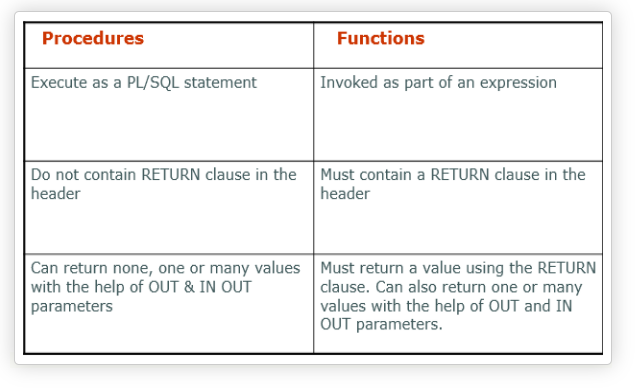 Procedures
Functions
Execute as a PL/SQL statement
Invoked as part of an expression
Do not contain RETURN clause in the
header
Must contain a RETURN clause in the
header
Can return none, one or many values
with the help of OUT & IN OUT
parameters
Must return a value using the RETURN
clause. Can also return one or many
values with the help of OUT and IN
OUT parameters.